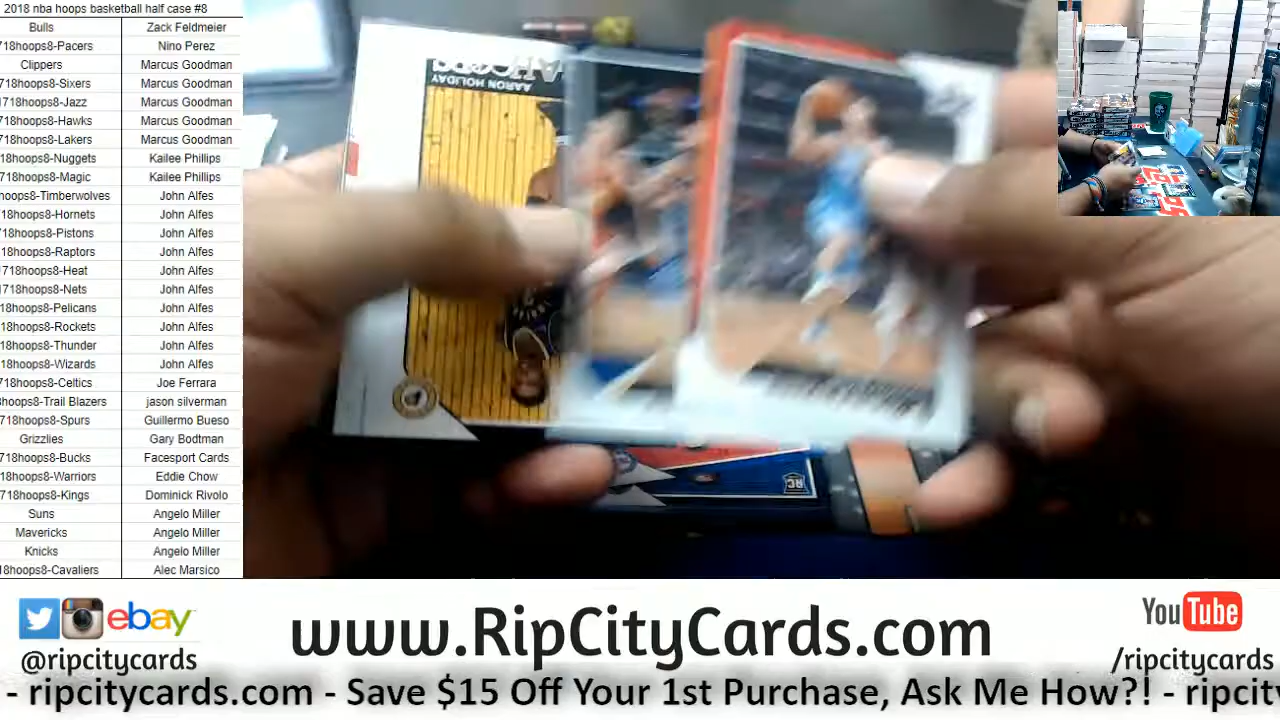 2018 nba hoops basketball half case #8
Bulls Zack Feldmeier
718hoops8-Pacers Nino Perez
Clippers Marcus Goodman
718hoops8-Sixers Marcus Goodman
718hoops8-Jazz Marcus Goodman
718hoops8-Hawks Marcus Goodman
718hoops8-Lakers Marcus Goodman
18hoops8-Nuggets Kailee Phillips
718hoops8-Magic Kailee Phillips
hoops8-Timberwolves John Alfes
18hoops8-Hornets John Alfes
718hoops8-Pistons John Alfes
18hoops8-Raptors John Alfes
718hoops8-Heat John Alfes
718hoops8-Nets John Alfes
18hoops8-Pelicans John Alfes
18hoops8-Rockets John Alfes
18hoops8-Thunder John Alfes
18hoops8-Wizards John Alfes
718hoops8-Celtics Joe Ferrara
hoops8-Trail Blazers jason silverman
718hoops8-Spurs Guillermo Bueso
Grizzlies Gary Bodtman
718hoops8-Bucks Facesport Cards
18hoops8-Warriors Eddie Chow
718hoops8-Kings Dominick Rivolo
Suns Angelo Miller
Mavericks Angelo Miller
Knicks Angelo Miller
18hoops8-Cavaliers Alec Marsico
AARON HOLIDAY
RC
ebay
@ripcitycards
www.RipCityCards.com
YouTube
/ripcitycards
- ripcitycards.com - Save $15 Off Your 1st Purchase, Ask Me How?! - ripcity